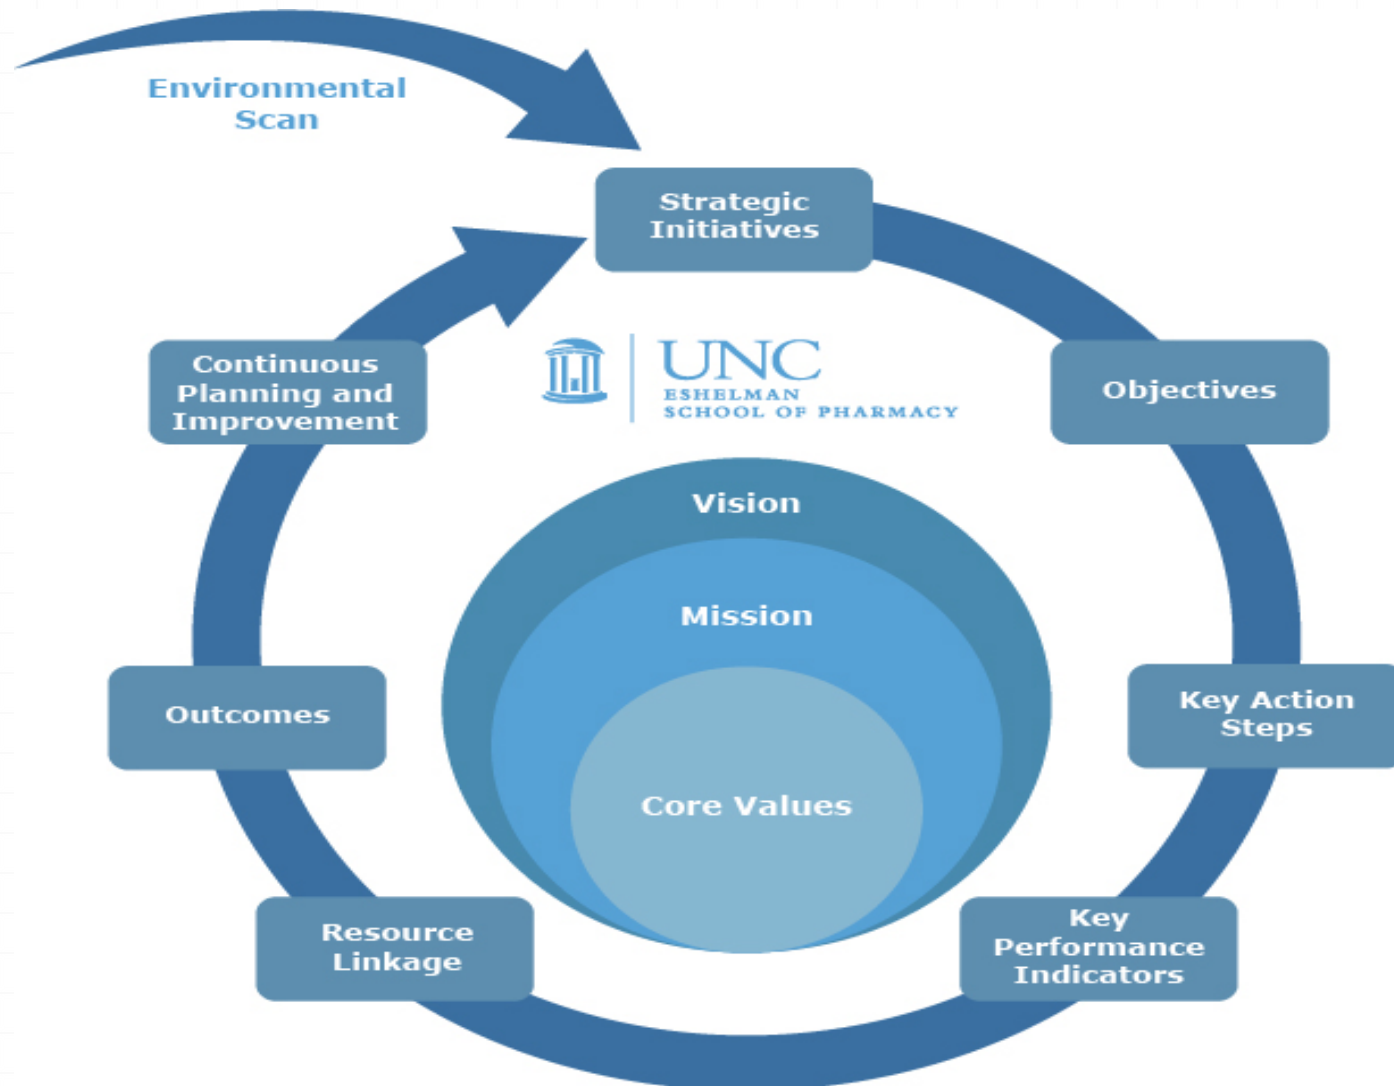 Environmental
Scan
Strategic
Initiatives
Continuous
Planning and
Improvement
UNC
ESHELMAN
SCHOOL OF PHARMACY
Objectives
Vision
Mission
Core Values
Outcomes
Key Action
Steps
Resource
Linkage
Key
Performance
Indicators